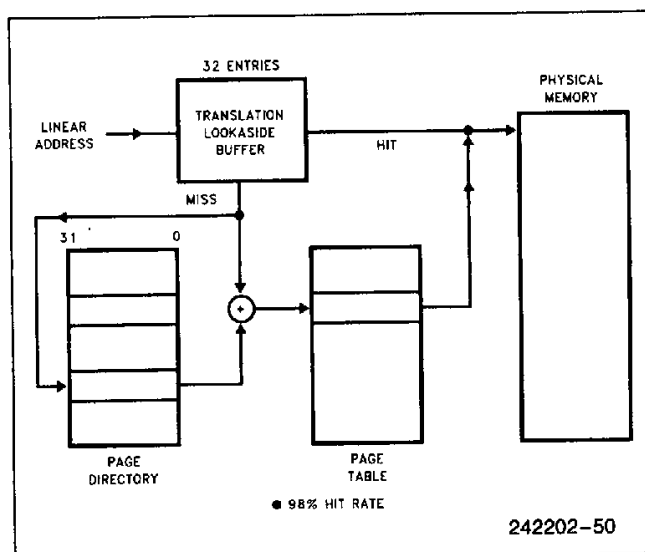 32 ENTRIES
TRANSLATION
LOOKASIDE
BUFFER
LINEAR
ADDRESS
HIT
PHYSICAL
MEMORY
MISS
31
0
+
PAGE
DIRECTORY
PAGE
TABLE
● 98% HIT RATE
242202-50